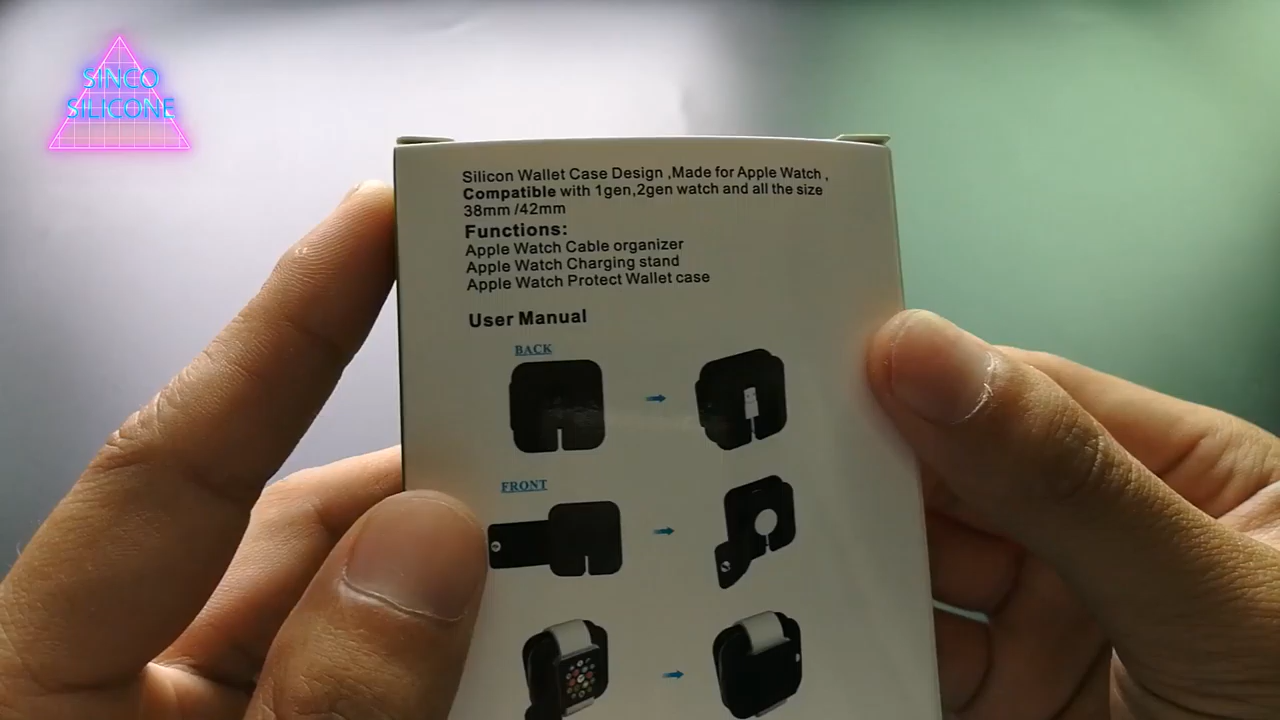 SINCO
SILICONE
Silicon Wallet Case Design ,Made for Apple Watch ,
Compatible with 1gen,2gen watch and all the size
38mm /42mm
Functions:
Apple Watch Cable organizer
Apple Watch Charging stand
Apple Watch Protect Wallet case
User Manual
BACK
FRONT